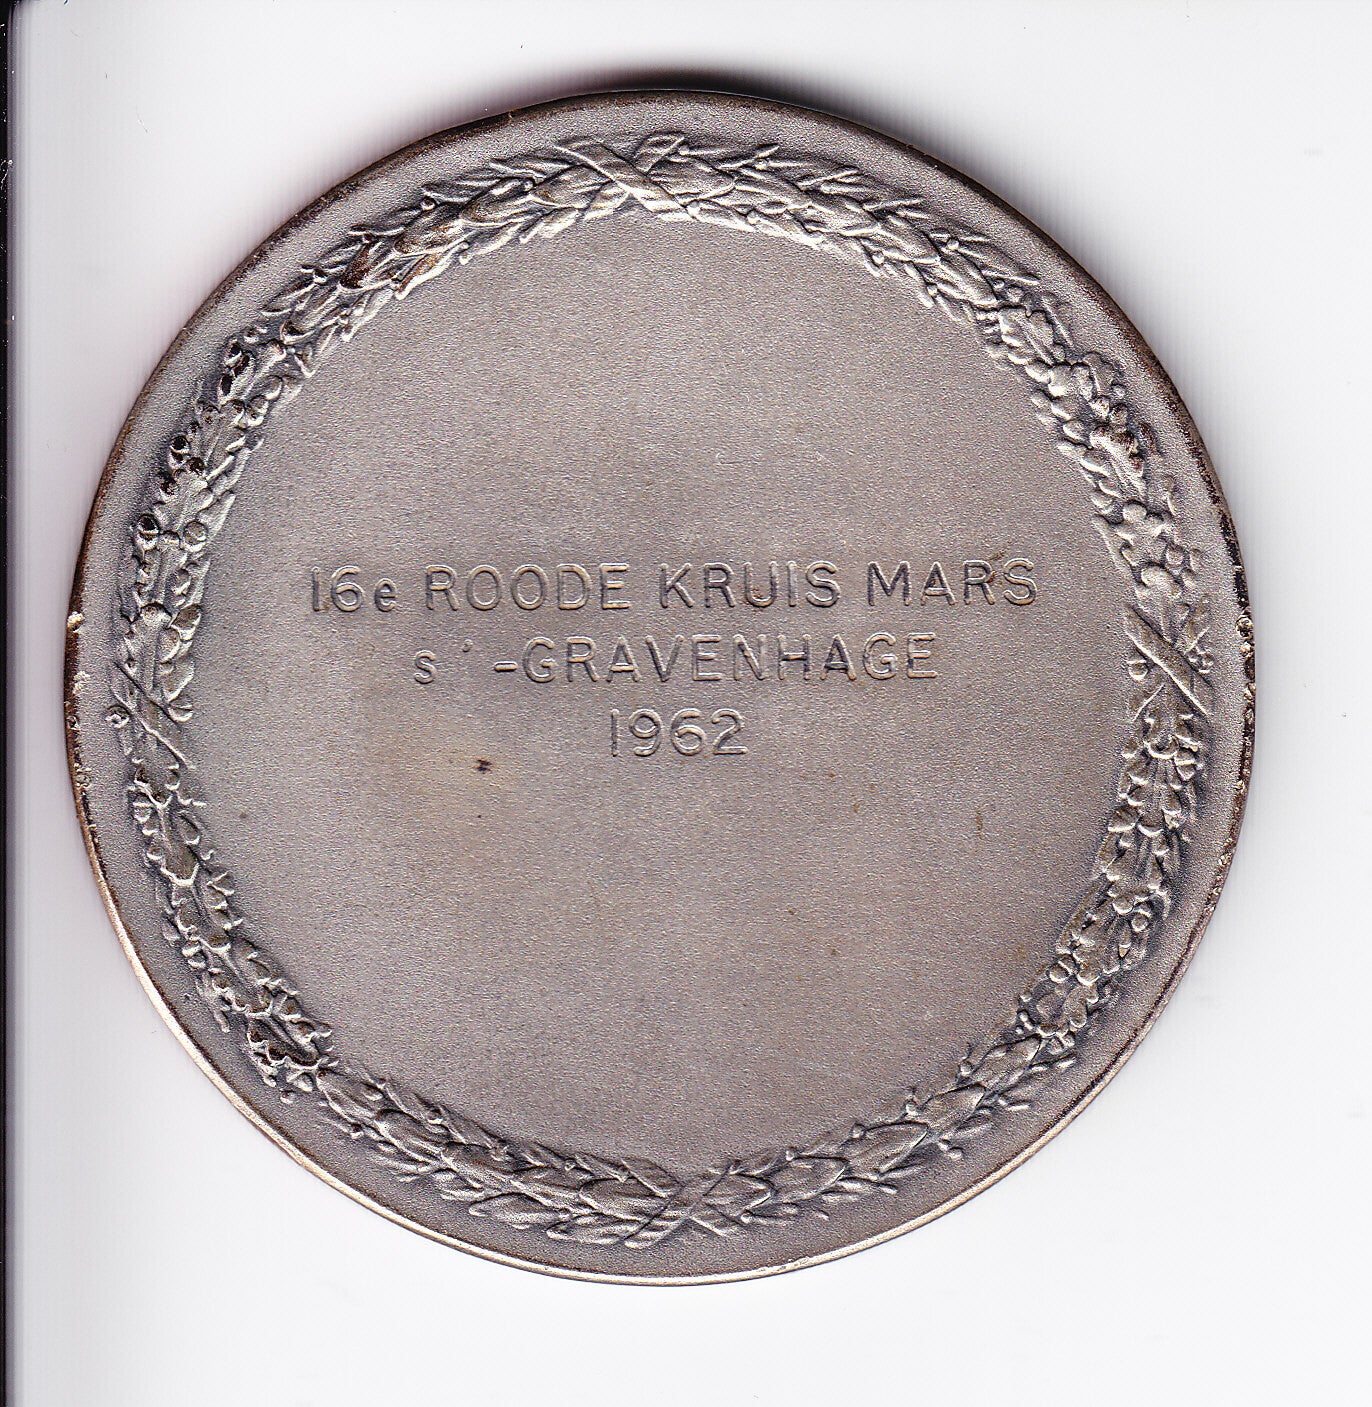 16e ROODE KRUIS MARS
s ' -GRAVENHAGE
1962